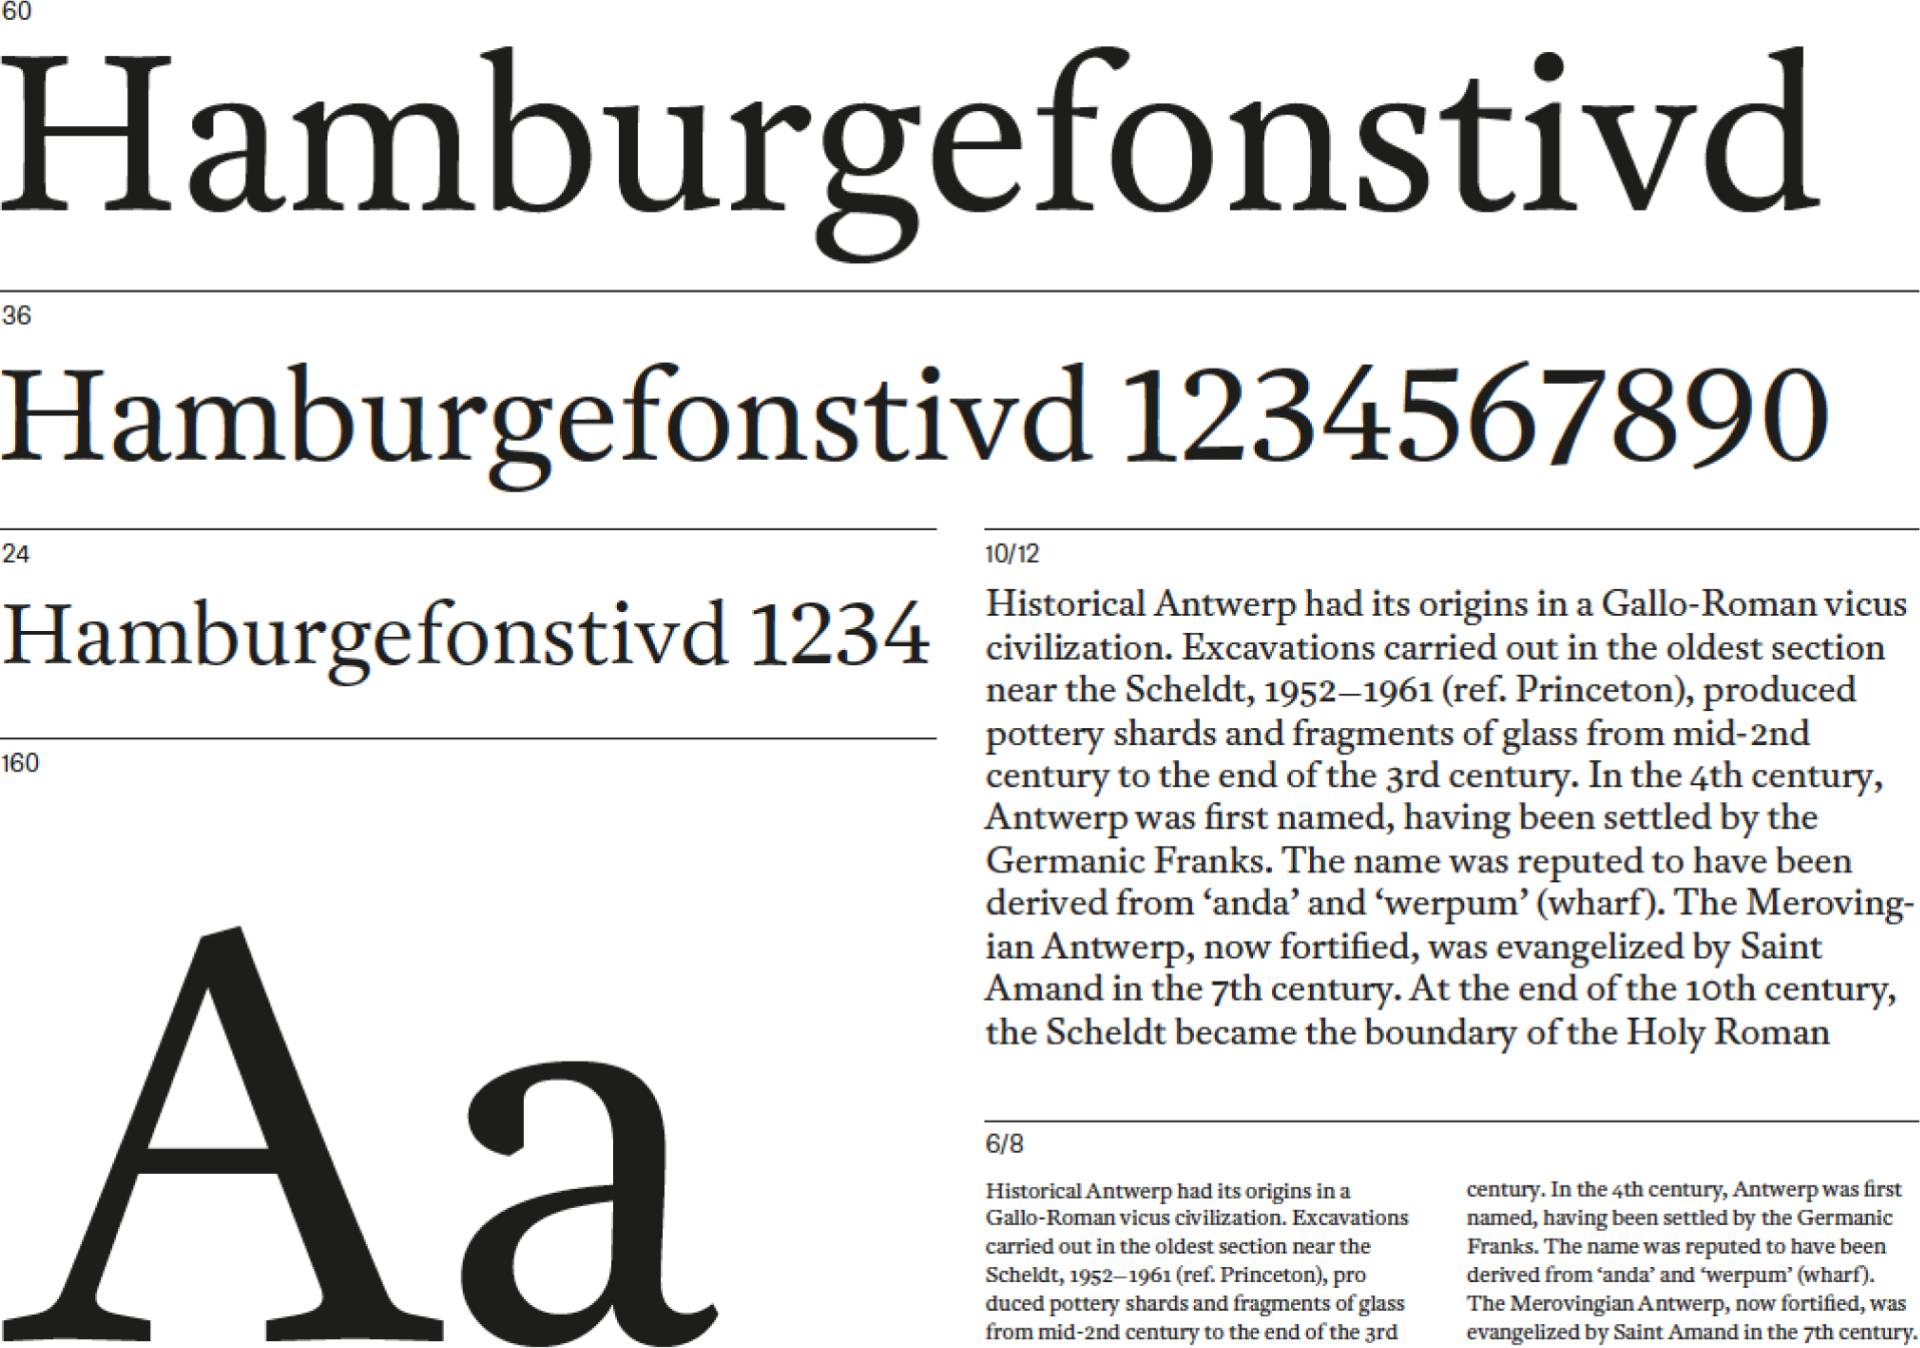 60
Hamburgefonstivd
36
Hamburgefonstivd 1234567890
24
Hamburgefonstivd 1234
160
Aa
10/12
Historical Antwerp had its origins in a Gallo-Roman vicus
civilization. Excavations carried out in the oldest section
near the Scheldt, 1952–1961 (ref. Princeton), produced
pottery shards and fragments of glass from mid-2nd
century to the end of the 3rd century. In the 4th century,
Antwerp was first named, having been settled by the
Germanic Franks. The name was reputed to have been
derived from ‘anda’ and ‘werpum’ (wharf). The Meroving-
ian Antwerp, now fortified, was evangelized by Saint
Amand in the 7th century. At the end of the 10th century,
the Scheldt became the boundary of the Holy Roman
6/8
Historical Antwerp had its origins in a
Gallo-Roman vicus civilization. Excavations
carried out in the oldest section near the
Scheldt, 1952–1961 (ref. Princeton), pro
duced pottery shards and fragments of glass
from mid-2nd century to the end of the 3rd
century. In the 4th century, Antwerp was first
named, having been settled by the Germanic
Franks. The name was reputed to have been
derived from ‘anda’ and ‘werpum’ (wharf).
The Merovingian Antwerp, now fortified, was
evangelized by Saint Amand in the 7th century.